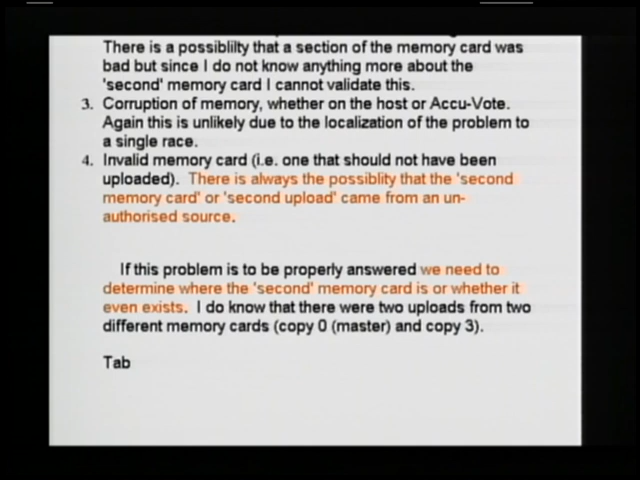 There is a possiblilty that a section of the memory card was
bad but since I do not know anything more about the
'second' memory card I cannot validate this.
3. Corruption of memory, whether on the host or Accu-Vote.
Again this is unlikely due to the localization of the problem to
a single race.
4. Invalid memory card (i.e. one that should not have been
uploaded). There is always the possiblity that the 'second
memory card' or 'second upload' came from an un-
authorised source.
If this problem is to be properly answered we need to
determine where the 'second' memory card is or whether it
even exists. I do know that there were two uploads from two
different memory cards (copy 0 (master) and copy 3).
Tab